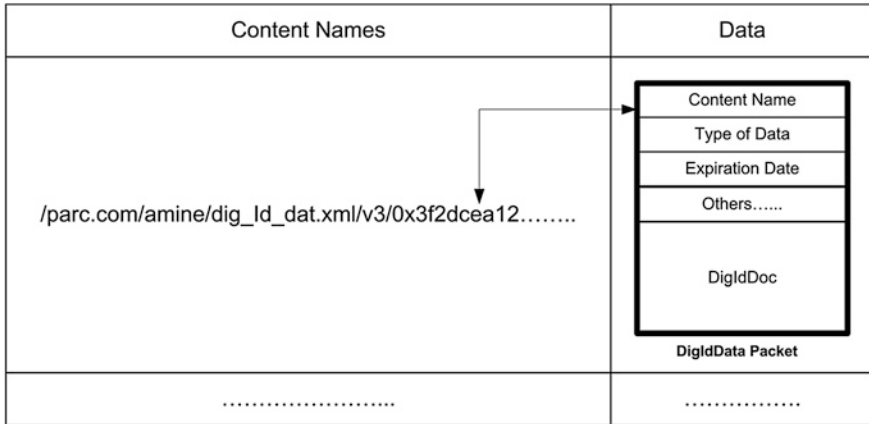 Content Names
Data
Content Name
Type of Data
Expiration Date
Others…...
/parc.com/amine/dig_Id_dat.xml/v3/0x3f2dcea12……..
DigIdDoc
DigIdData Packet
…………………...
…………….